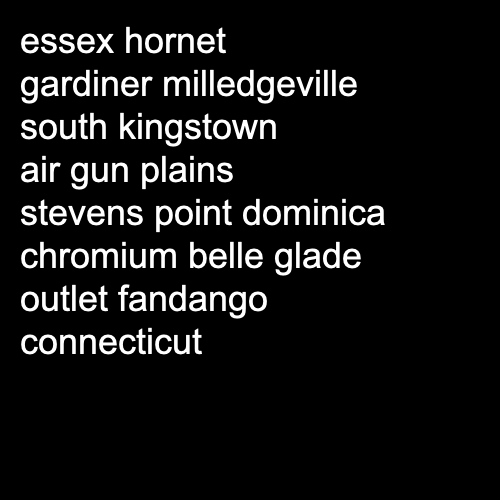 essex hornet
gardiner milledgeville
south kingstown
air gun plains
stevens point dominica
chromium belle glade
outlet fandango
connecticut